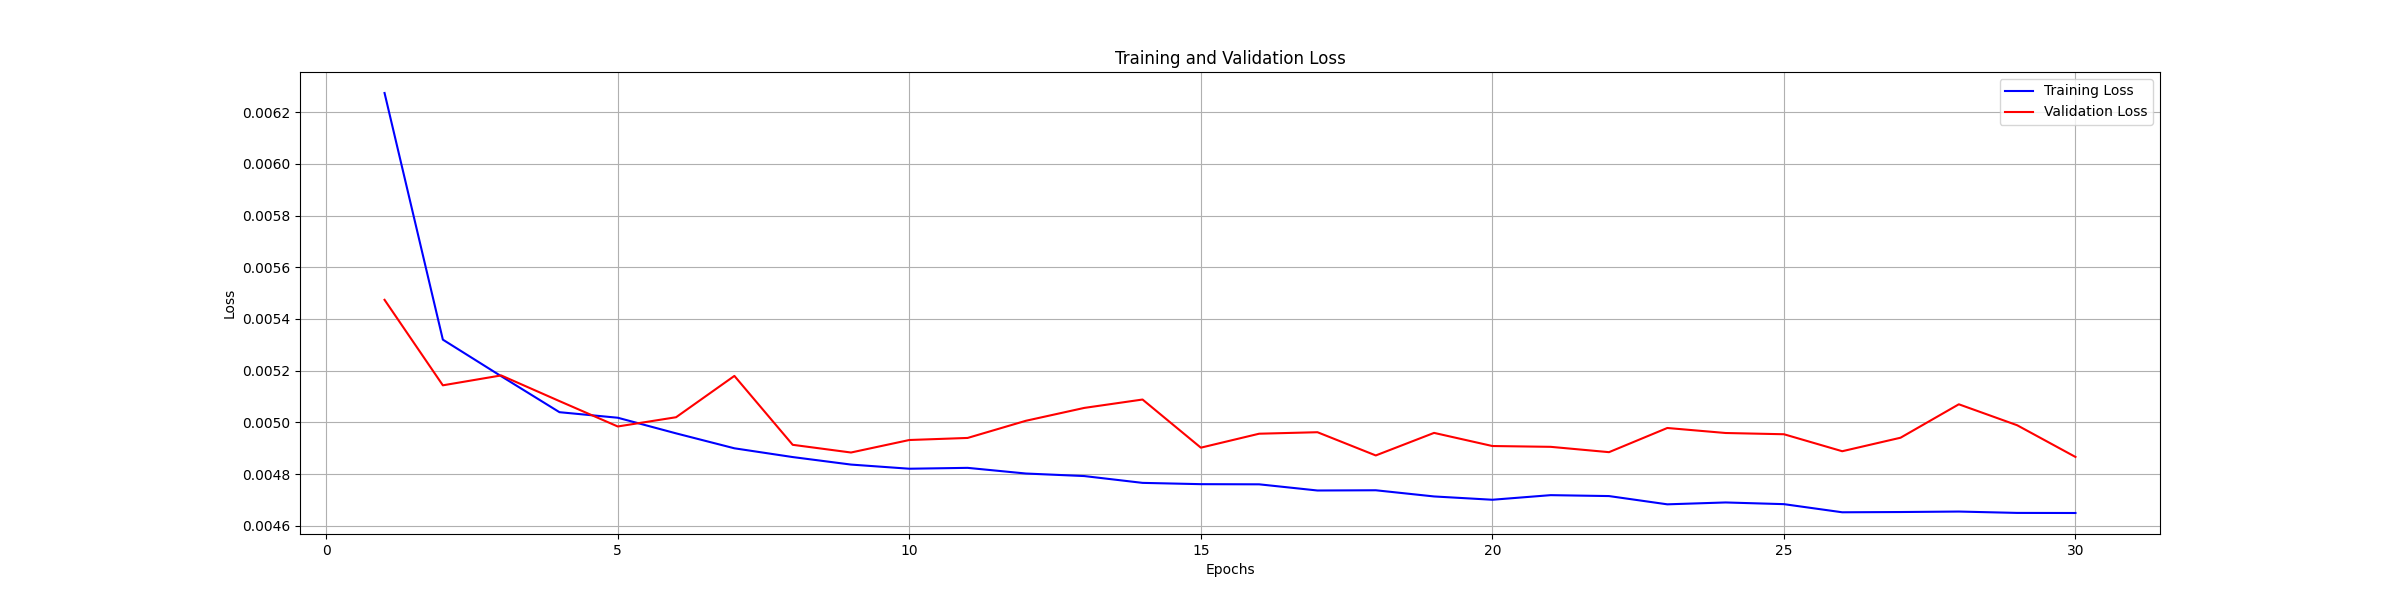 Training and Validation Loss
Training Loss
Validation Loss
0.0062
0.0060
0.0058
0.0056
0.0054
0.0052
0.0050
0.0048
0.0046
Loss
0 5 10 15 20 25 30
Epochs